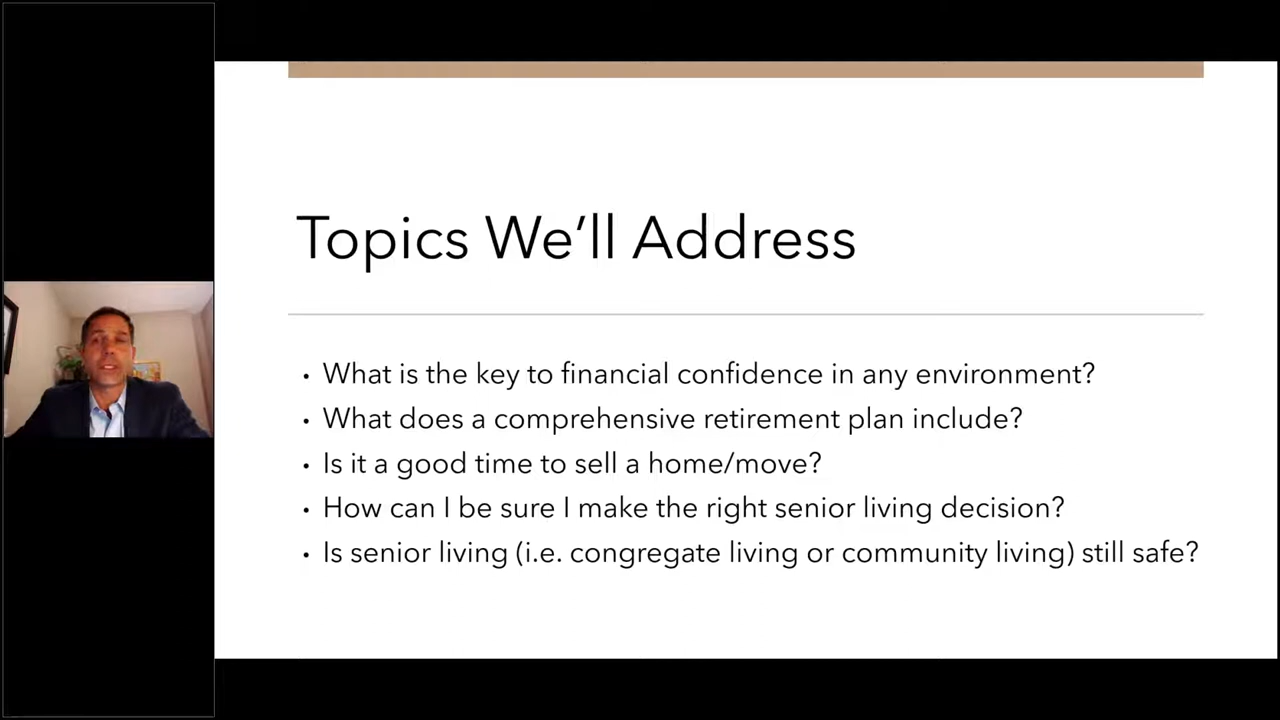 Topics We’ll Address
• What is the key to financial confidence in any environment?
• What does a comprehensive retirement plan include?
• Is it a good time to sell a home/move?
• How can I be sure I make the right senior living decision?
• Is senior living (i.e. congregate living or community living) still safe?